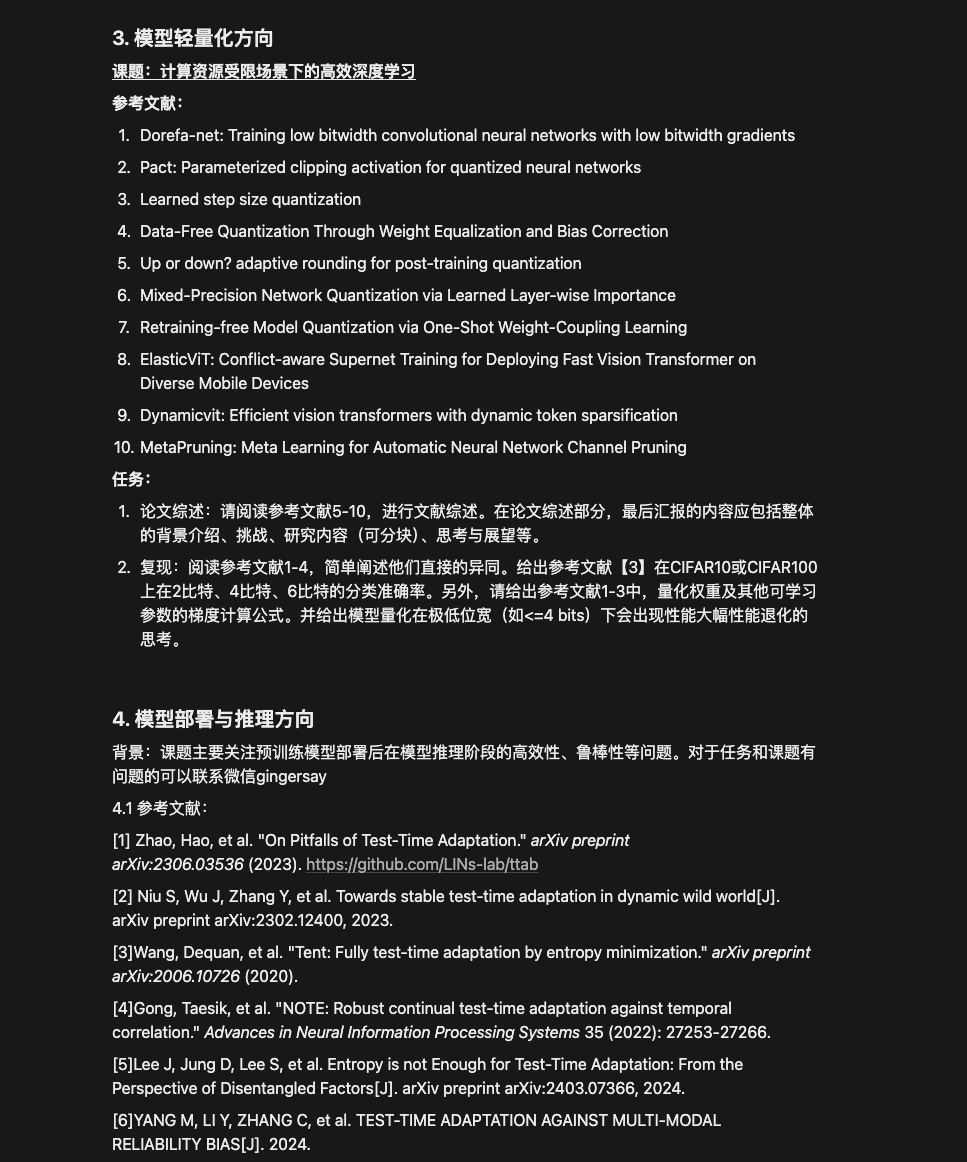 3. 模型轻量化方向
课题：计算资源受限场景下的高效深度学习
参考文献：
1. Dorefa-net: Training low bitwidth convolutional neural networks with low bitwidth gradients
2. Pact: Parameterized clipping activation for quantized neural networks
3. Learned step size quantization
4. Data-Free Quantization Through Weight Equalization and Bias Correction
5. Up or down? adaptive rounding for post-training quantization
6. Mixed-Precision Network Quantization via Learned Layer-wise Importance
7. Retraining-free Model Quantization via One-Shot Weight-Coupling Learning
8. ElasticViT: Conflict-aware Supernet Training for Deploying Fast Vision Transformer on
Diverse Mobile Devices
9. Dynamicvit: Efficient vision transformers with dynamic token sparsification
10. MetaPruning: Meta Learning for Automatic Neural Network Channel Pruning
任务：
1. 论文综述：请阅读参考文献5-10，进行文献综述。在论文综述部分，最后汇报的内容应包括整体
的背景介绍、挑战、研究内容（可分块）、思考与展望等。
2. 复现：阅读参考文献1-4，简单阐述他们直接的异同。给出参考文献【3】在CIFAR10或CIFAR100
上在2比特、4比特、6比特的分类准确率。另外，请给出参考文献1-3中，量化权重及其他可学习
参数的梯度计算公式。并给出模型量化在极低位宽（如<=4 bits）下会出现性能大幅性能退化的
思考。
4. 模型部署与推理方向
背景：课题主要关注预训练模型部署后在模型推理阶段的高效性、鲁棒性等问题。对于任务和课题有
问题的可以联系微信gingersay
4.1 参考文献：
[1] Zhao, Hao, et al. "On Pitfalls of Test-Time Adaptation." arXiv preprint
arXiv:2306.03536 (2023). https://github.com/LINs-lab/ttab
[2] Niu S, Wu J, Zhang Y, et al. Towards stable test-time adaptation in dynamic wild world[J].
arXiv preprint arXiv:2302.12400, 2023.
[3]Wang, Dequan, et al. "Tent: Fully test-time adaptation by entropy minimization." arXiv preprint
arXiv:2006.10726 (2020).
[4]Gong, Taesik, et al. "NOTE: Robust continual test-time adaptation against temporal
correlation." Advances in Neural Information Processing Systems 35 (2022): 27253-27266.
[5]Lee J, Jung D, Lee S, et al. Entropy is not Enough for Test-Time Adaptation: From the
Perspective of Disentangled Factors[J]. arXiv preprint arXiv:2403.07366, 2024.
[6]YANG M, LI Y, ZHANG C, et al. TEST-TIME ADAPTATION AGAINST MULTI-MODAL
RELIABILITY BIAS[J]. 2024.